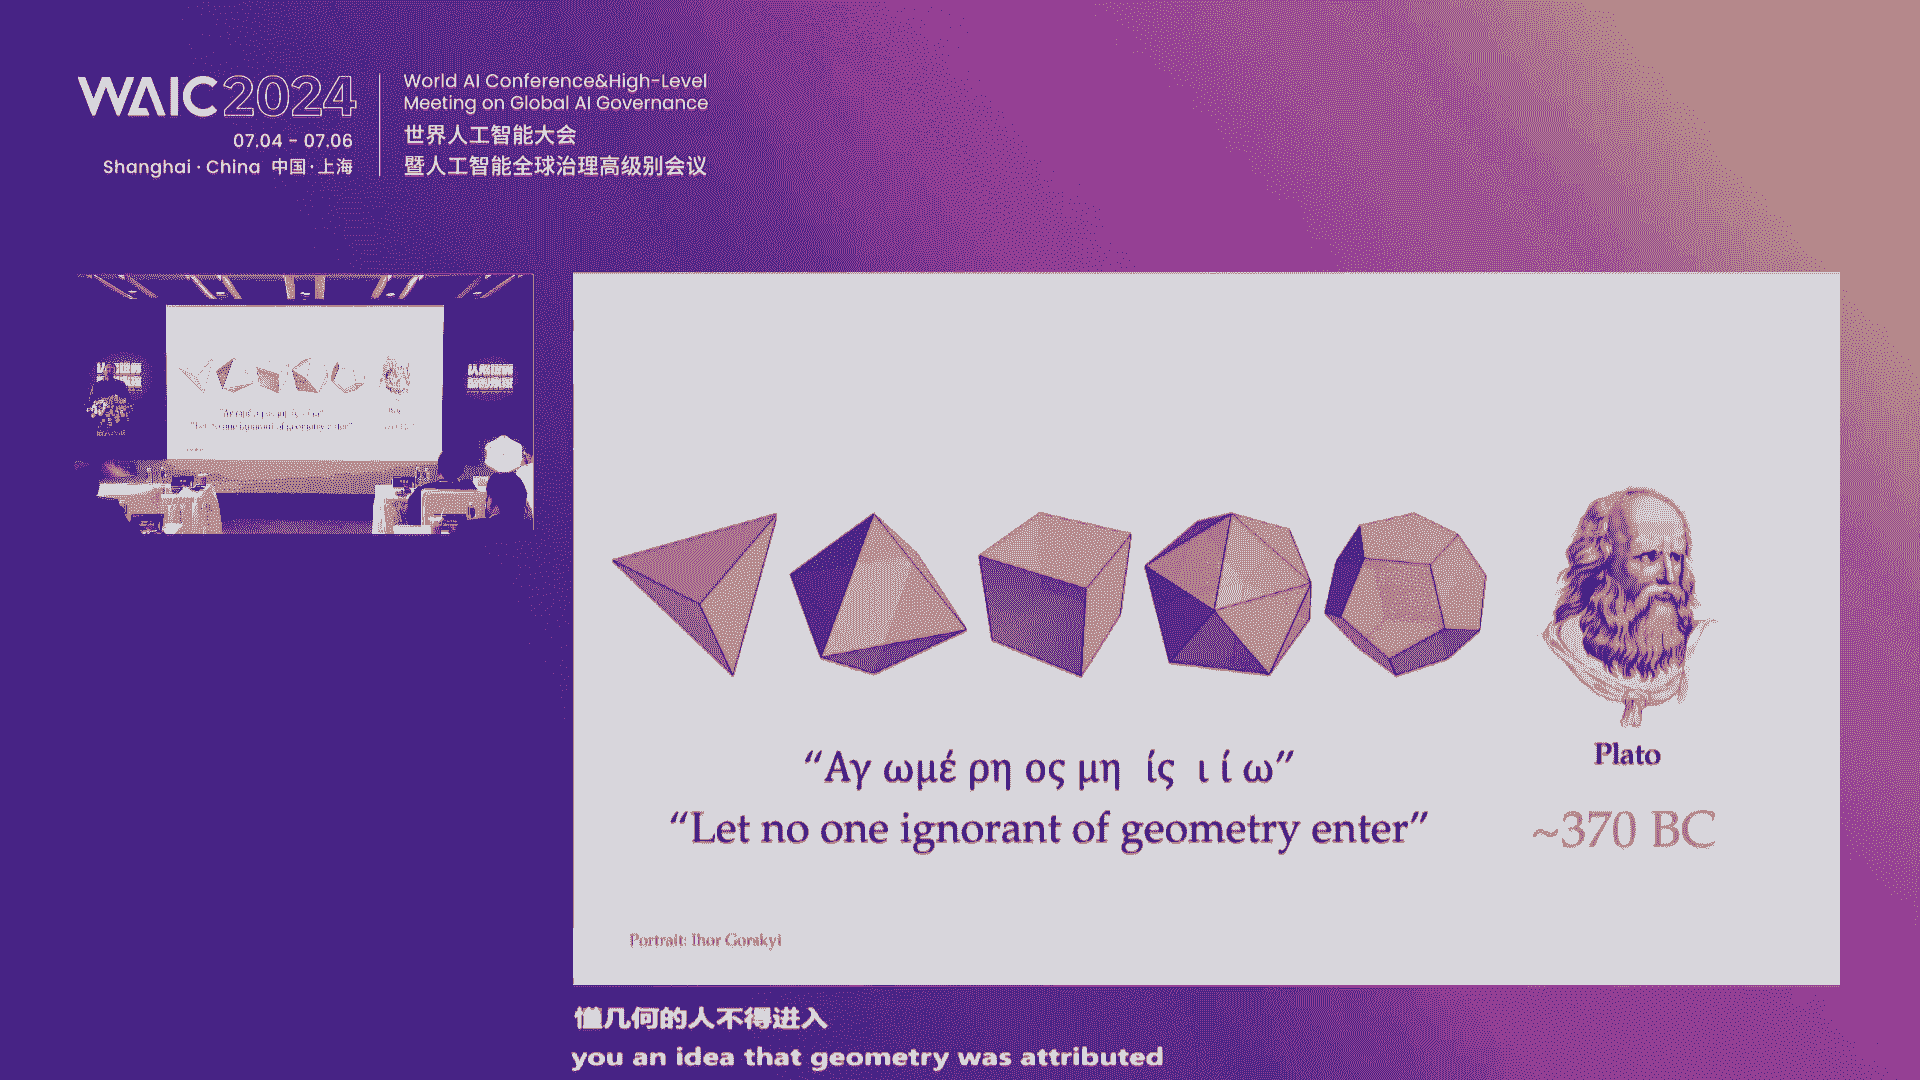 WAIC 2024
07.04 - 07.06
Shanghai · China 中国·上海
World AI Conference&High-Level
Meeting on Global AI Governance
世界人工智能大会
暨人工智能全球治理高级别会议
“Αγ ωμέ ρη ος μη ίς ι ί ω”
“Let no one ignorant of geometry enter”
Plato
~370 BC
Portrait: Ihor Gorskyi
懂几何的人不得进入
you an idea that geometry was attributed